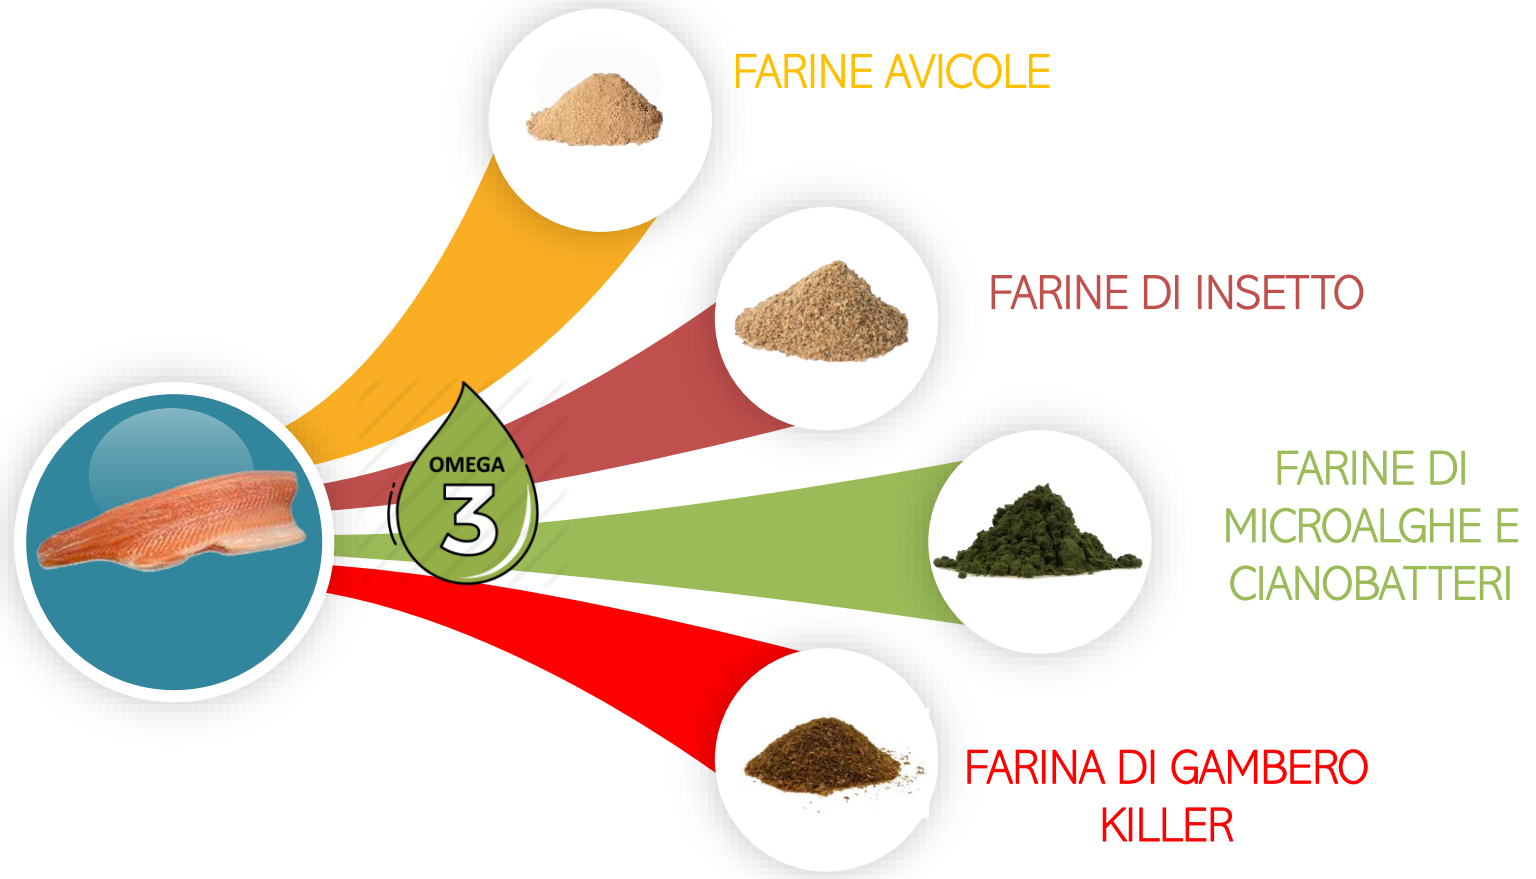 FARINE AVICOLE
FARINE DI INSETTO
OMEGA
3
FARINE DI
MICROALGHE E
CIANOBATTERI
FARINA DI GAMBERO
KILLER